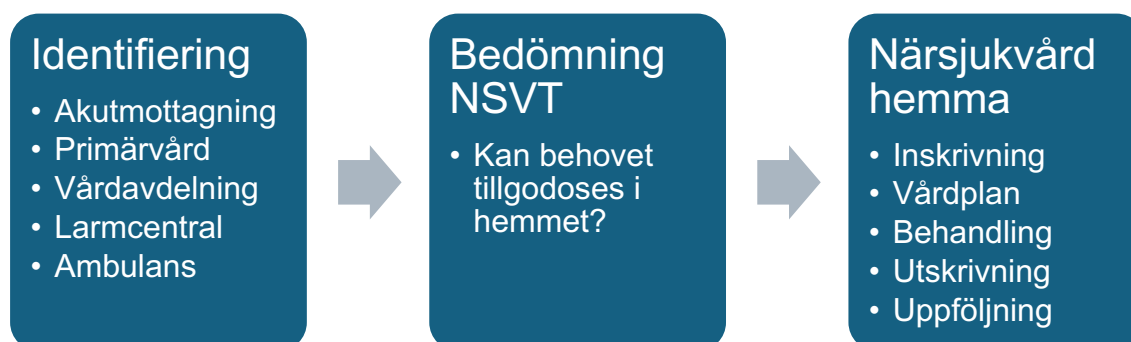 Identifiering
• Akutmottagning
• Primärvård
• Vårdavdelning
• Larmcentral
• Ambulans
Bedömning
NSVT
• Kan behovet
tillgodoses i
hemmet?
Närsjukvård
hemma
• Inskrivning
• Vårdplan
• Behandling
• Utskrivning
• Uppföljning